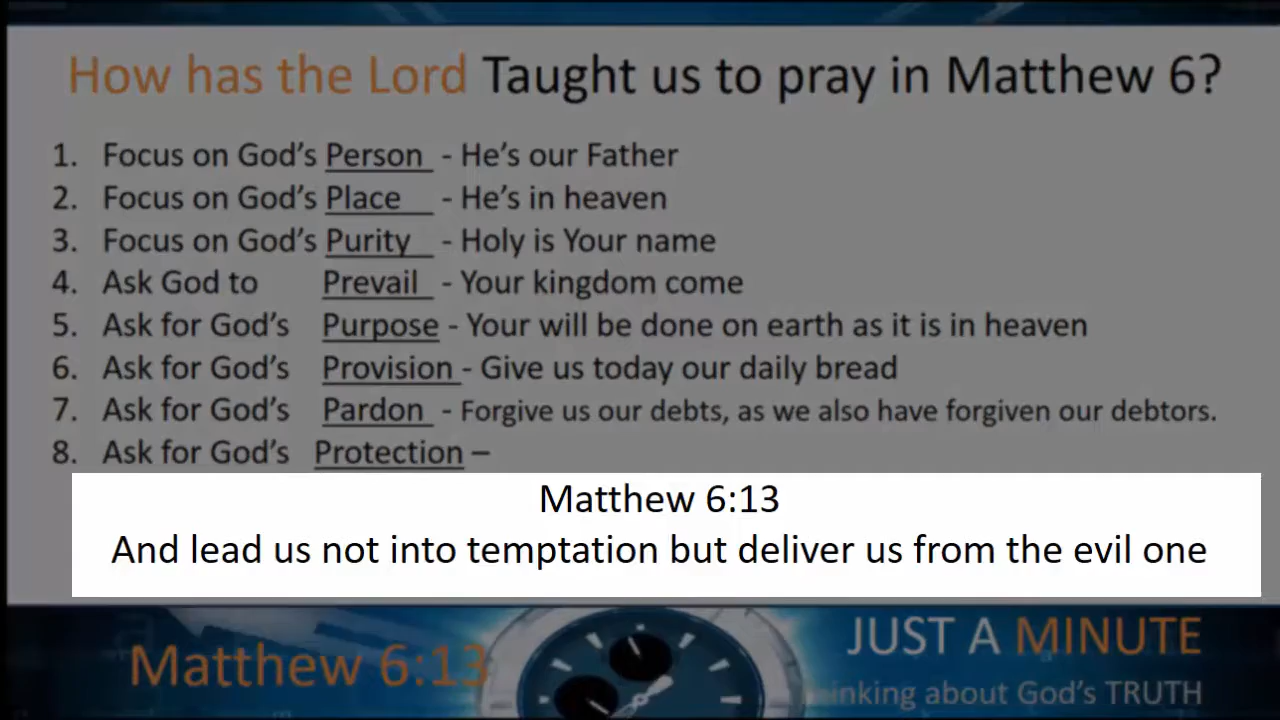 How has the Lord Taught us to pray in Matthew 6?
1. Focus on God's Person - He's our Father
2. Focus on God's Place - He's in heaven
3. Focus on God's Purity - Holy is Your name
4. Ask God to Prevail - Your kingdom come
5. Ask for God's Purpose - Your will be done on earth as it is in heaven
6. Ask for God's Provision - Give us today our daily bread
7. Ask for God's Pardon - Forgive us our debts, as we also have forgiven our debtors.
8. Ask for God's Protection –
Matthew 6:13
And lead us not into temptation but deliver us from the evil one
Matthew 6:13
JUST A MINUTE
inking about God's TRUTH